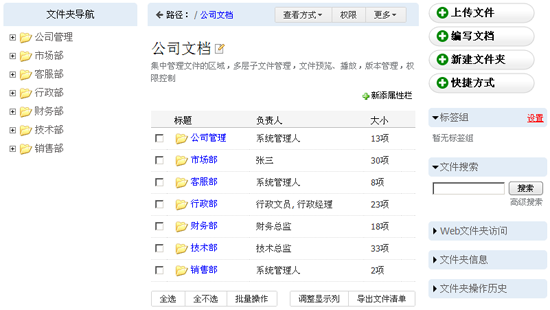 文件夹导航
公司管理
市场部
客服部
行政部
财务部
技术部
销售部
路径： / 公司文档
查看方式 权限 更多
公司文档
集中管理文件的区域，多层子文件管理，文件预览、播放，版本管理，权
限控制
新添属性栏
标题 负责人 大小
公司管理 系统管理人 13项
市场部 张三 30项
客服部 系统管理人 8项
行政部 行政文员, 行政经理 23项
财务部 财务总监 18项
技术部 技术总监 33项
销售部 系统管理人 2项
全选 全不选 批量操作 调整显示列 导出文件清单
上传文件
编写文档
新建文件夹
快捷方式
标签组 设置
暂无标签组
文件搜索
搜索
高级搜索
Web文件夹访问
文件夹信息
文件夹操作历史